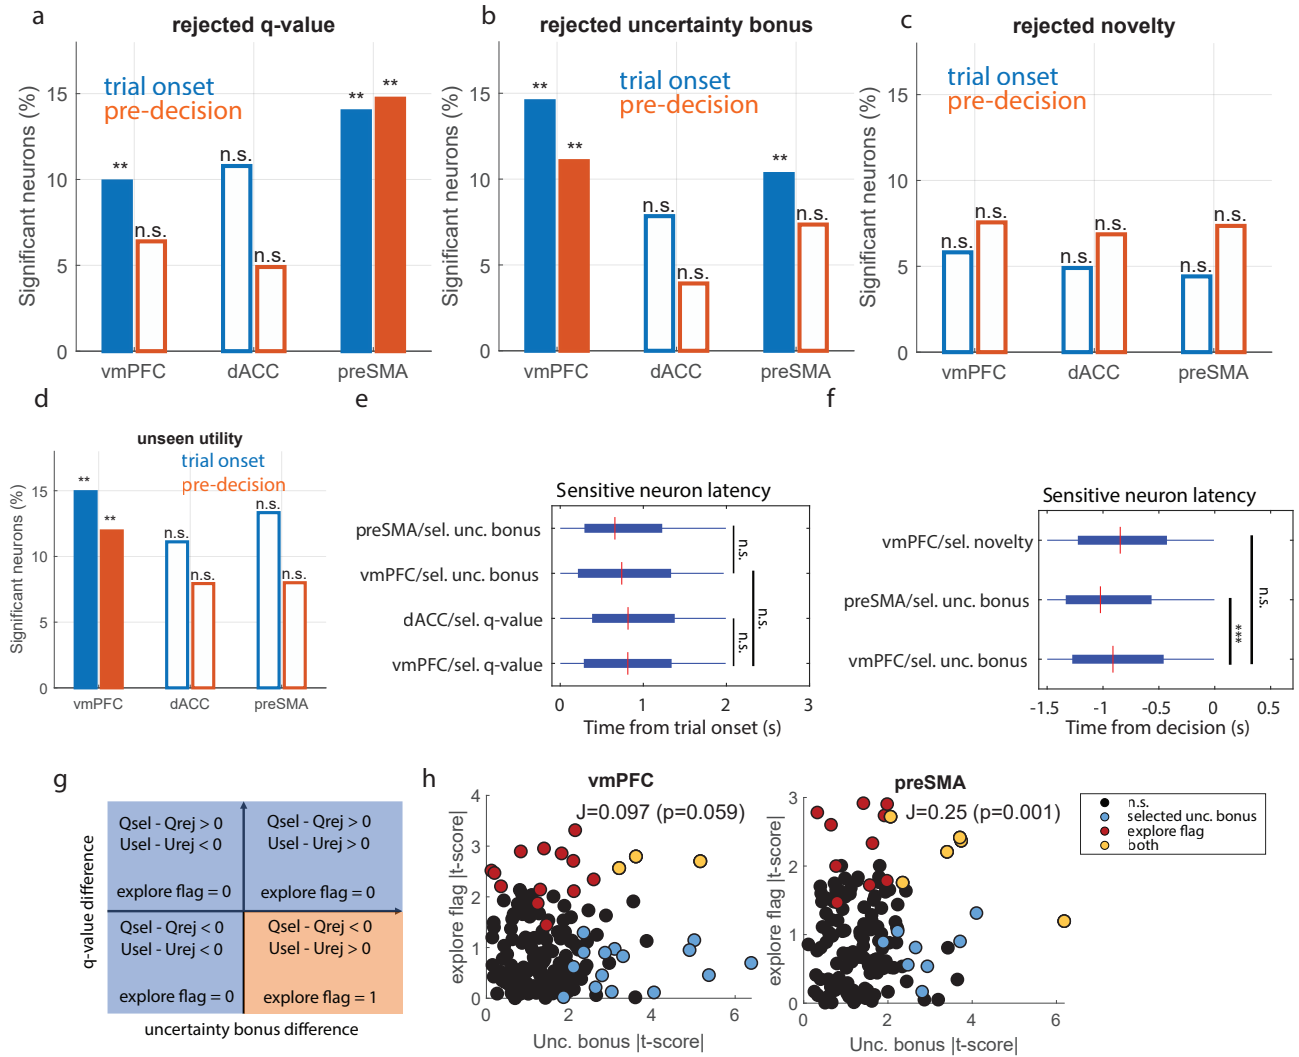 a
rejected q-value
Significant neurons (%)
15
10
5
0
trial onset
pre-decision
**
n.s.
n.s.
n.s.
**
**
vmPFC
dACC
preSMA
b
rejected uncertainty bonus
Significant neurons (%)
15
10
5
0
trial onset
pre-decision
**
**
n.s.
n.s.
**
n.s.
vmPFC
dACC
preSMA
c
rejected novelty
Significant neurons (%)
15
10
5
0
trial onset
pre-decision
n.s.
n.s.
n.s.
n.s.
n.s.
n.s.
vmPFC
dACC
preSMA
d
unseen utility
Significant neurons (%)
15
10
5
0
trial onset
pre-decision
**
**
n.s.
n.s.
n.s.
n.s.
vmPFC
dACC
preSMA
e
Sensitive neuron latency
preSMA/sel. unc. bonus
vmPFC/sel. unc. bonus
dACC/sel. q-value
vmPFC/sel. q-value
n.s.
n.s.
n.s.
0 1 2 3
Time from trial onset (s)
f
Sensitive neuron latency
vmPFC/sel. novelty
preSMA/sel. unc. bonus
vmPFC/sel. unc. bonus
***
n.s.
-1.5 -1 -0.5 0 0.5
Time from decision (s)
g
q-value difference
Qsel - Qrej > 0
Usel - Urej < 0
explore flag = 0
Qsel - Qrej > 0
Usel - Urej > 0
explore flag = 0
Qsel - Qrej < 0
Usel - Urej < 0
explore flag = 0
Qsel - Qrej < 0
Usel - Urej > 0
explore flag = 1
uncertainty bonus difference
h
vmPFC
J=0.097 (p=0.059)
explore flag |t-score|
4
3
2
1
0
0 2 4 6
Unc. bonus |t-score|
preSMA
J=0.25 (p=0.001)
explore flag |t-score|
3
2
1
0
0 2 4 6
Unc. bonus |t-score|
n.s.
selected unc. bonus
explore flag
both